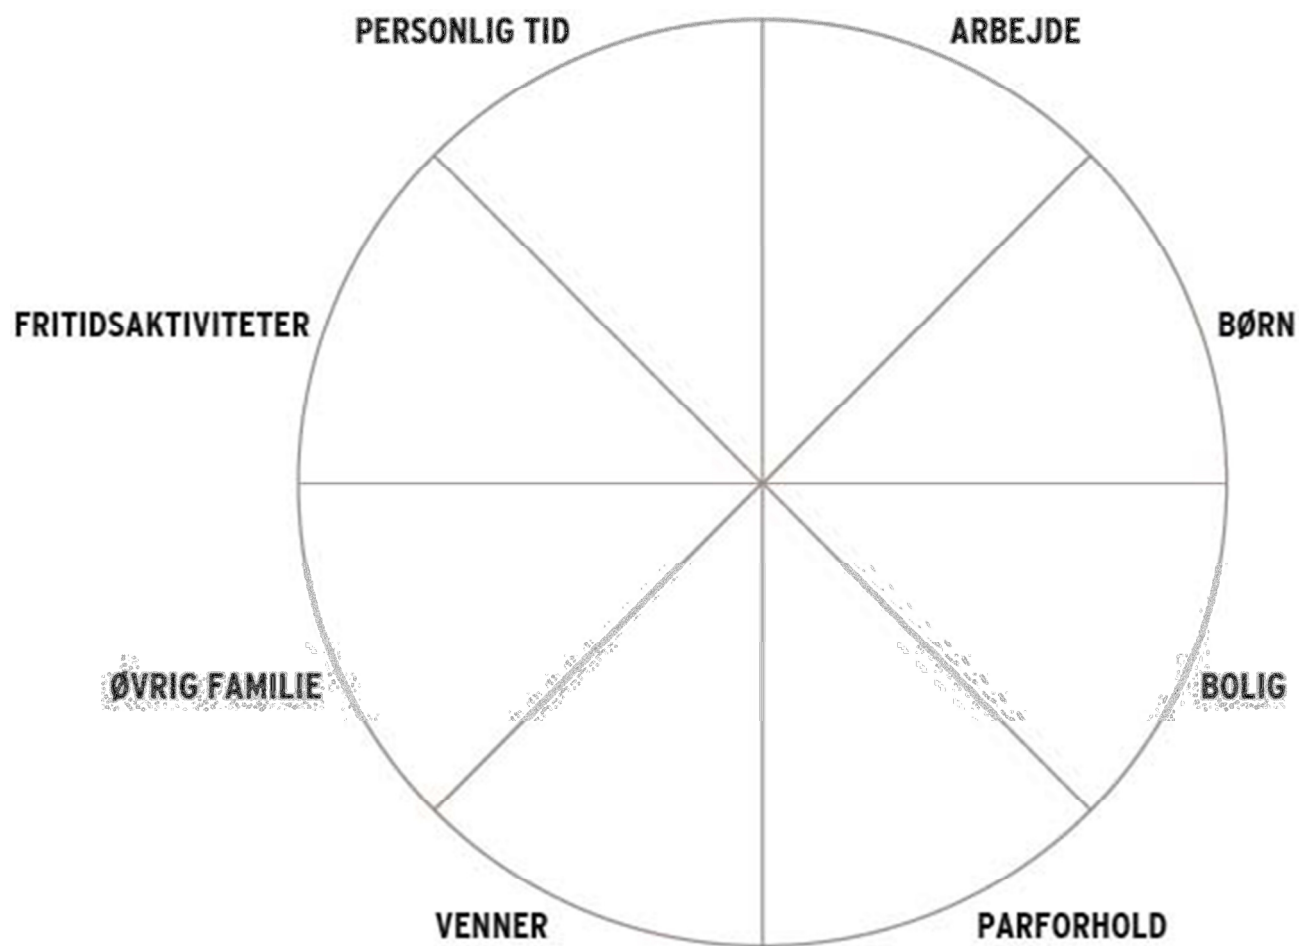 PERSONLIG TID
ARBEJDE
FRITIDSAKTIVITETER
BØRN
ØVRIG FAMILIE
BOLIG
VENNER
PARFORHOLD